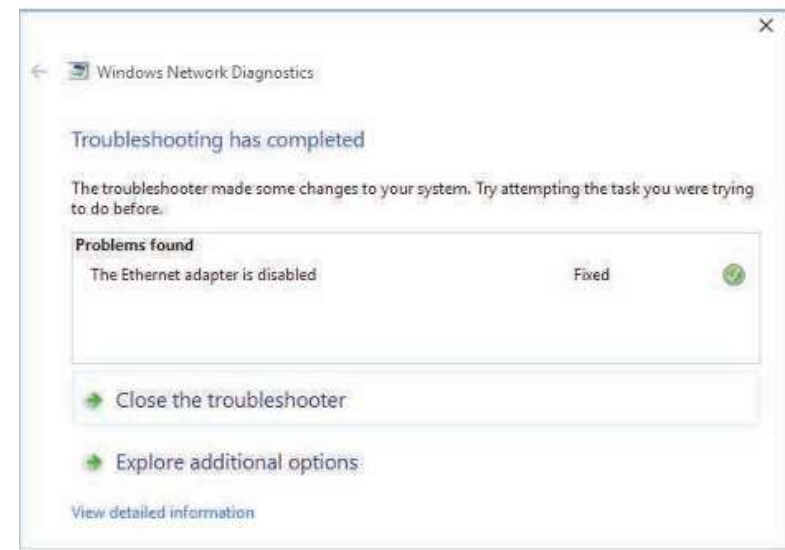 Windows Network Diagnostics
Troubleshooting has completed
The troubleshooter made some changes to your system. Try attempting the task you were trying
to do before.
Problems found
The Ethernet adapter is disabled Fixed
Close the troubleshooter
Explore additional options
View detailed information